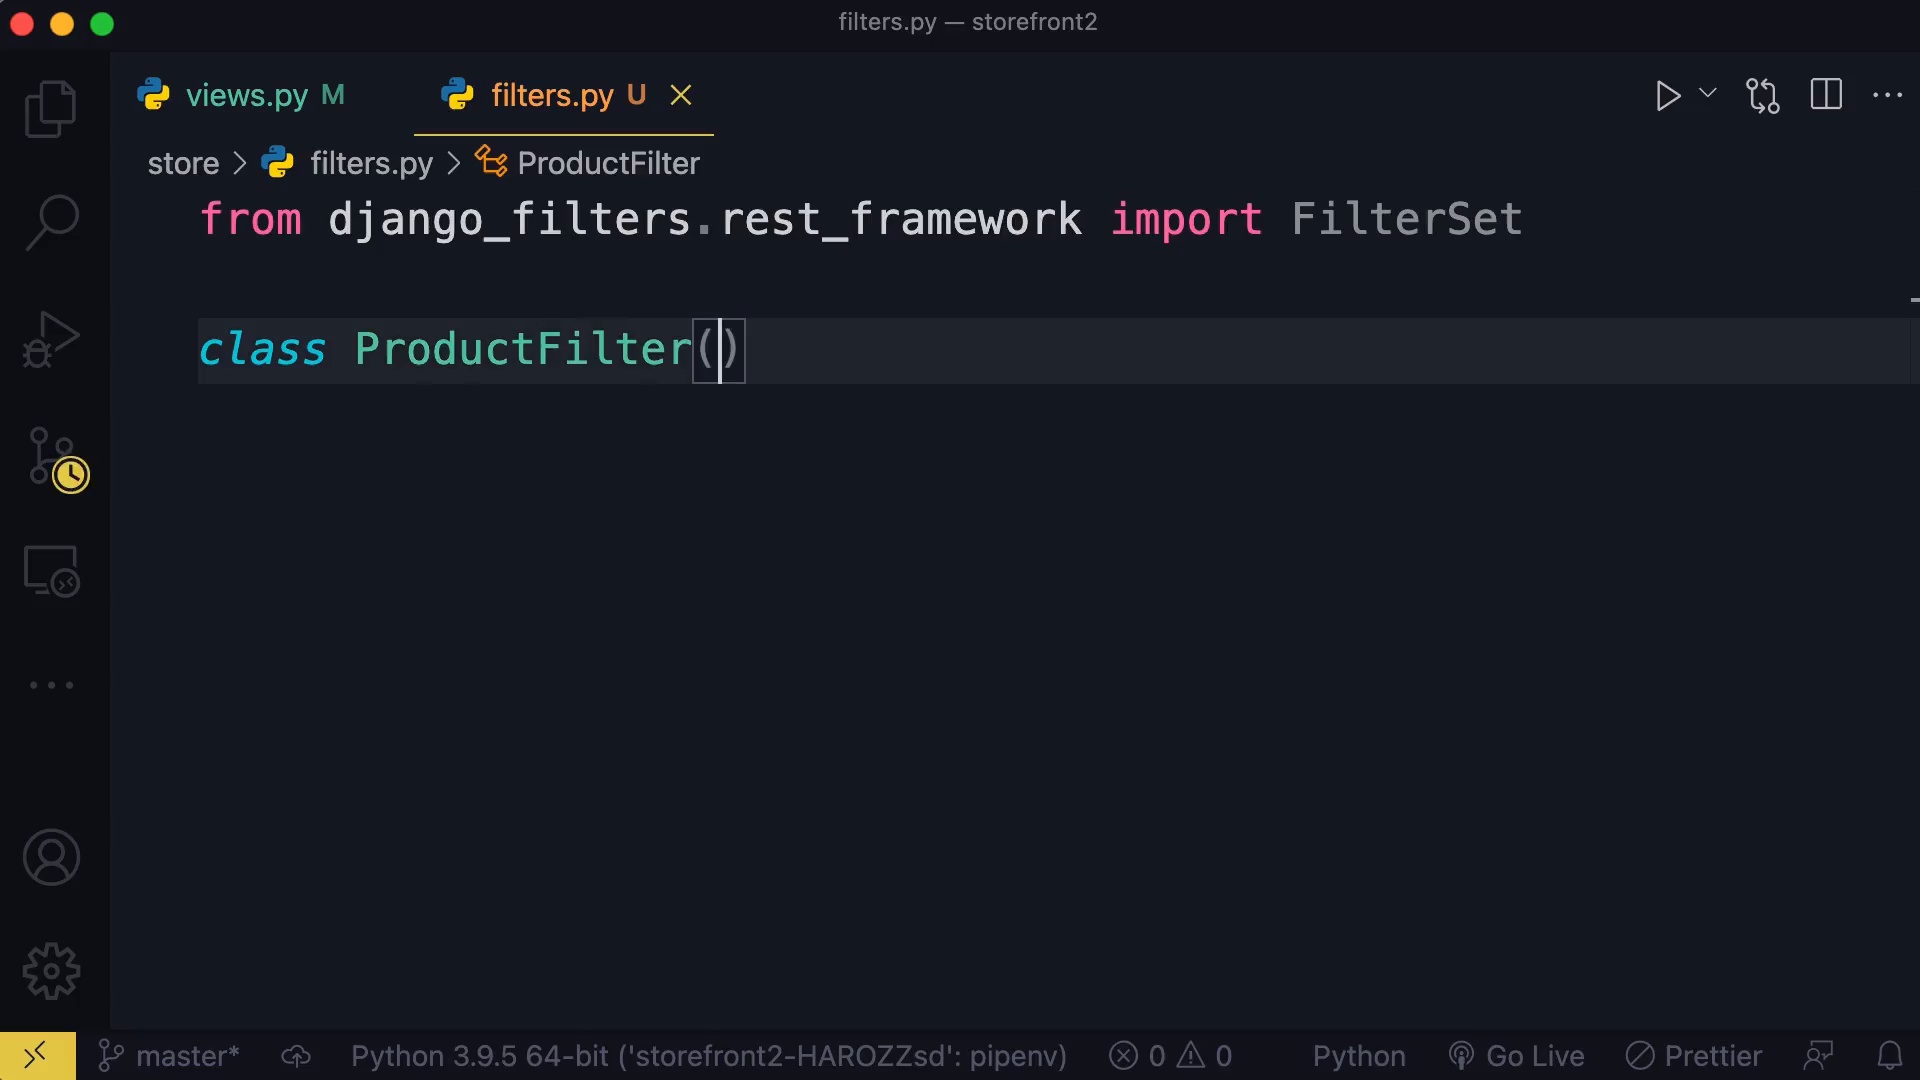 filters.py — storefront2
views.py M filters.py U
store > filters.py > ProductFilter
from django_filters.rest_framework import FilterSet
class ProductFilter()
master* Python 3.9.5 64-bit ('storefront2-HAROZZsd': pipenv) 0 0 Python Go Live Prettier